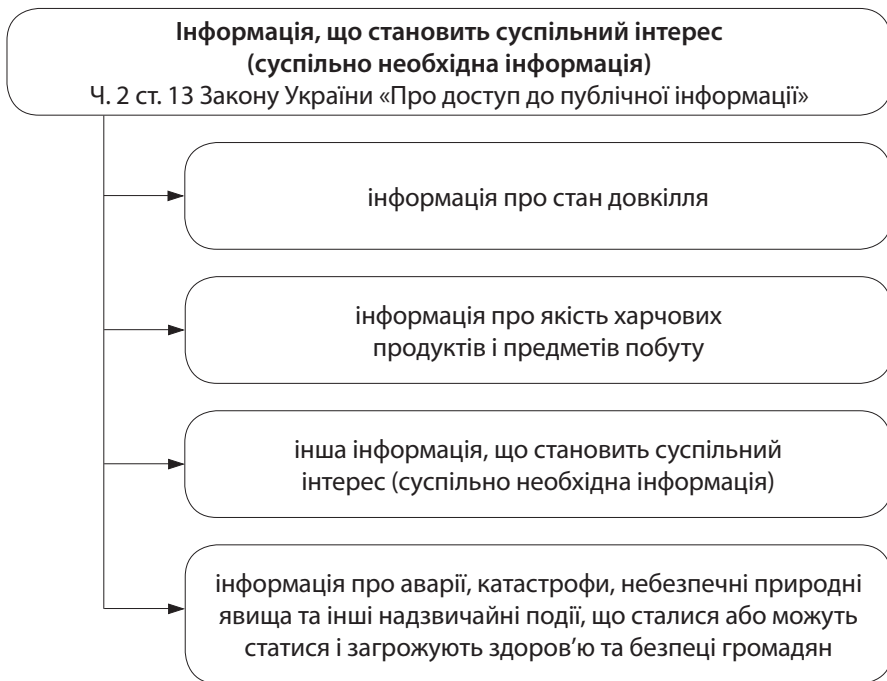 Інформація, що становить суспільний інтерес
(суспільно необхідна інформація)
Ч. 2 ст. 13 Закону України «Про доступ до публічної інформації»
інформація про стан довкілля
інформація про якість харчових
продуктів і предметів побуту
інша інформація, що становить суспільний
інтерес (суспільно необхідна інформація)
інформація про аварії, катастрофи, небезпечні природні
явища та інші надзвичайні події, що сталися або можуть
статися і загрожують здоров’ю та безпеці громадян